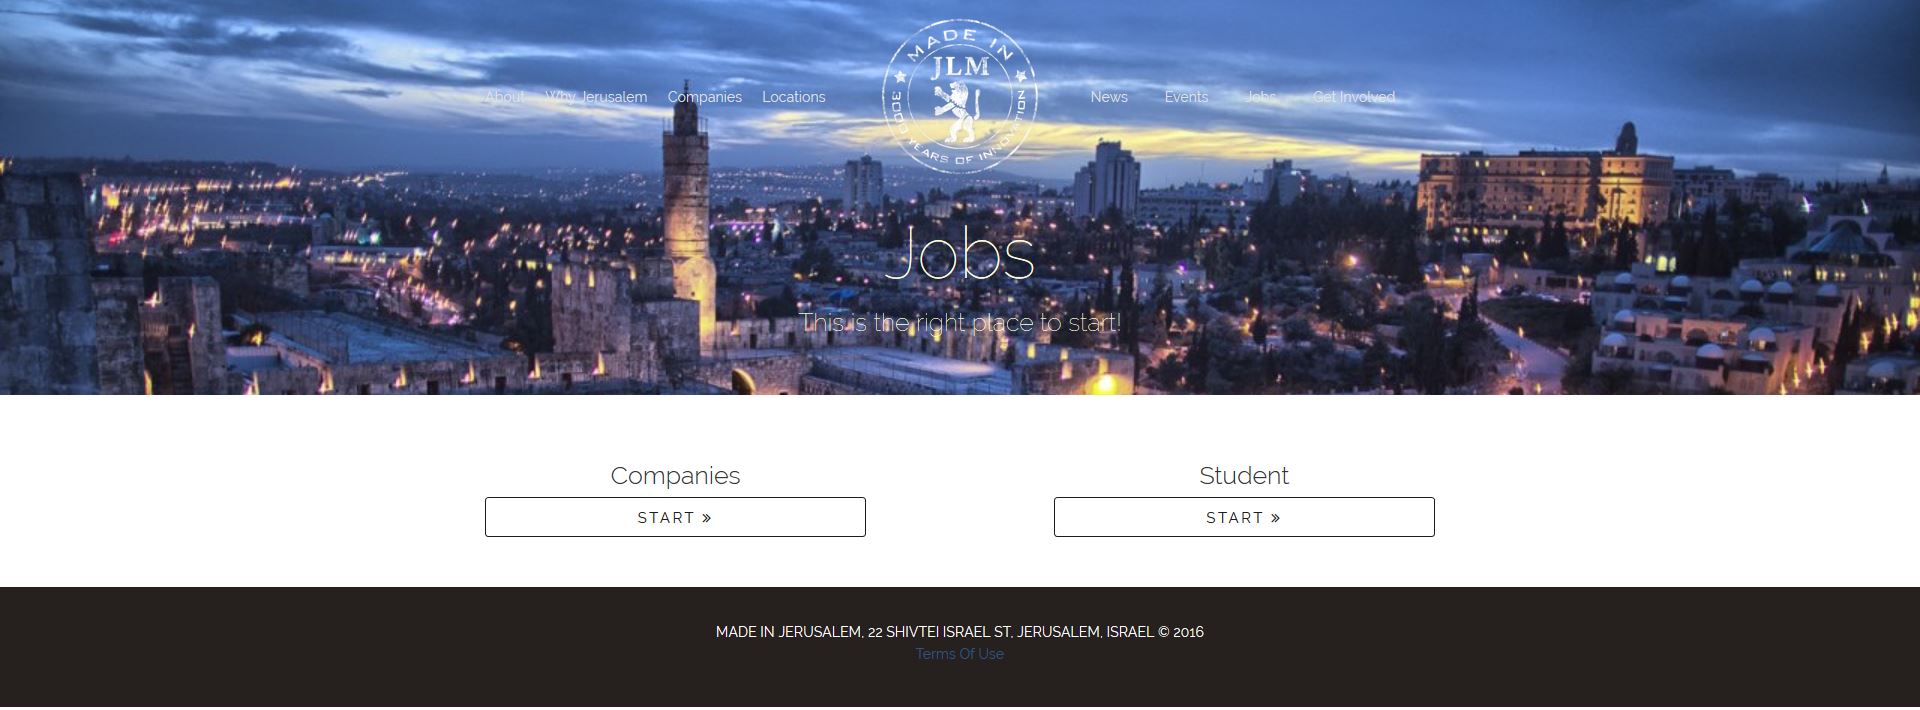 About Why Jerusalem Companies Locations
MADE IN
JLM
3000 YEARS OF INNOVATION
News Events Jobs Get Involved
Jobs
This is the right place to start!
Companies
START »
Student
START »
MADE IN JERUSALEM, 22 SHIVTEI ISRAEL ST, JERUSALEM, ISRAEL © 2016
Terms Of Use